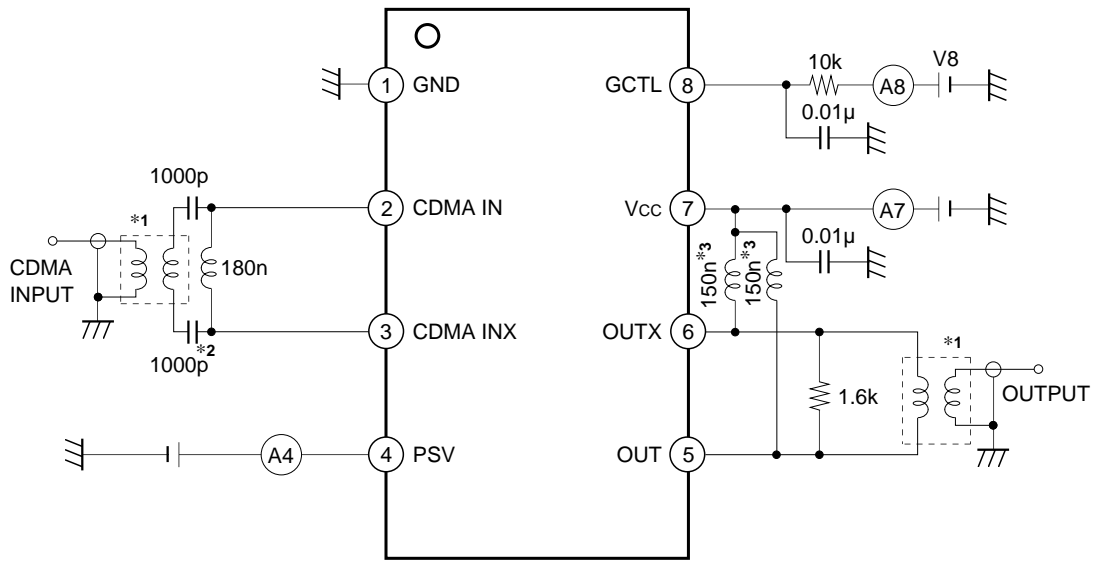 1 GND
1000p
*1
2 CDMA IN
CDMA
INPUT
180n
3 CDMA INX
*2
1000p
A4
4 PSV
GCTL 8
10k
A8
V8
0.01µ
VCC 7
A7
0.01µ
150n*3
150n*3
OUTX 6
*1
1.6k
OUTPUT
OUT 5